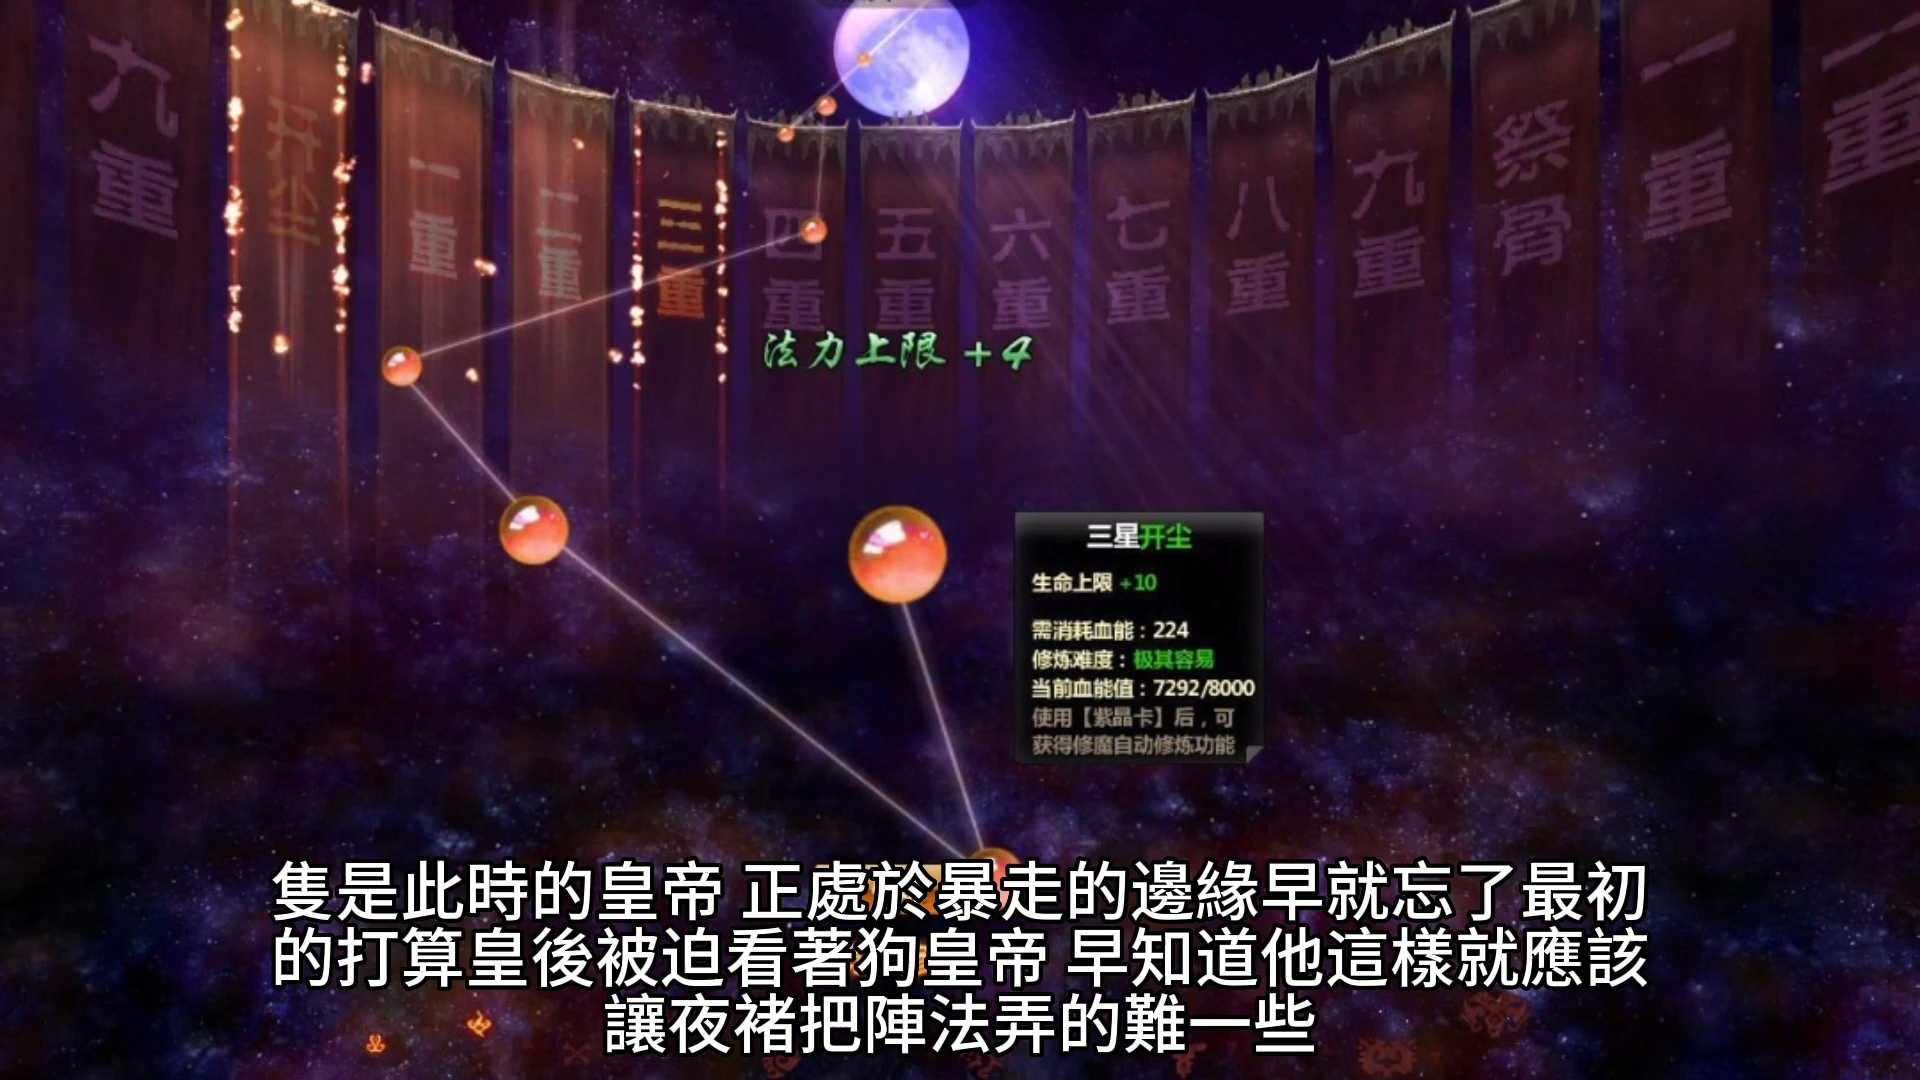 九重
开尘
一重
二重
三重
四重
五重
六重
七重
八重
九重
祭骨
一重
二重
法力上限 +4
三星开尘
生命上限 +10
需消耗血能：224
修炼难度：极其容易
当前血能值：7292/8000
使用【紫晶卡】后，可
获得修魔自动修炼功能
隻是此時的皇帝 正處於暴走的邊緣早就忘了最初
的打算皇後被迫看著狗皇帝 早知道他這樣就應該
讓夜褚把陣法弄的難一些